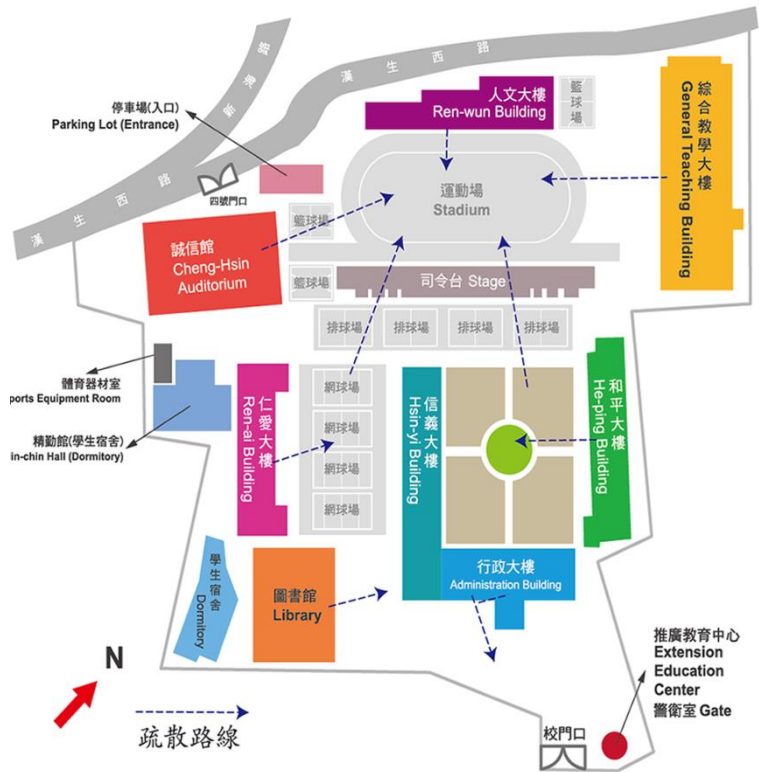 漢生西路
新灣路
漢生西路
停車場(入口)
Parking Lot (Entrance)
四號門口
人文大樓
Ren-wun Building
籃球場
綜合教學大樓
General Teaching Building
運動場
Stadium
籃球場
誠信館
Cheng-Hsin
Auditorium
籃球場
司令台 Stage
排球場
排球場
排球場
排球場
體育器材室
ports Equipment Room
精勤館(學生宿舍)
in-chin Hall (Dormitory)
仁愛大樓
Ren-ai Building
網球場
網球場
網球場
網球場
信義大樓
Hsin-yi Building
和平大樓
He-ping Building
學生宿舍
Dormitory
圖書館
Library
行政大樓
Administration Building
推廣教育中心
Extension
Education
Center
警衛室 Gate
校門口
N
疏散路線